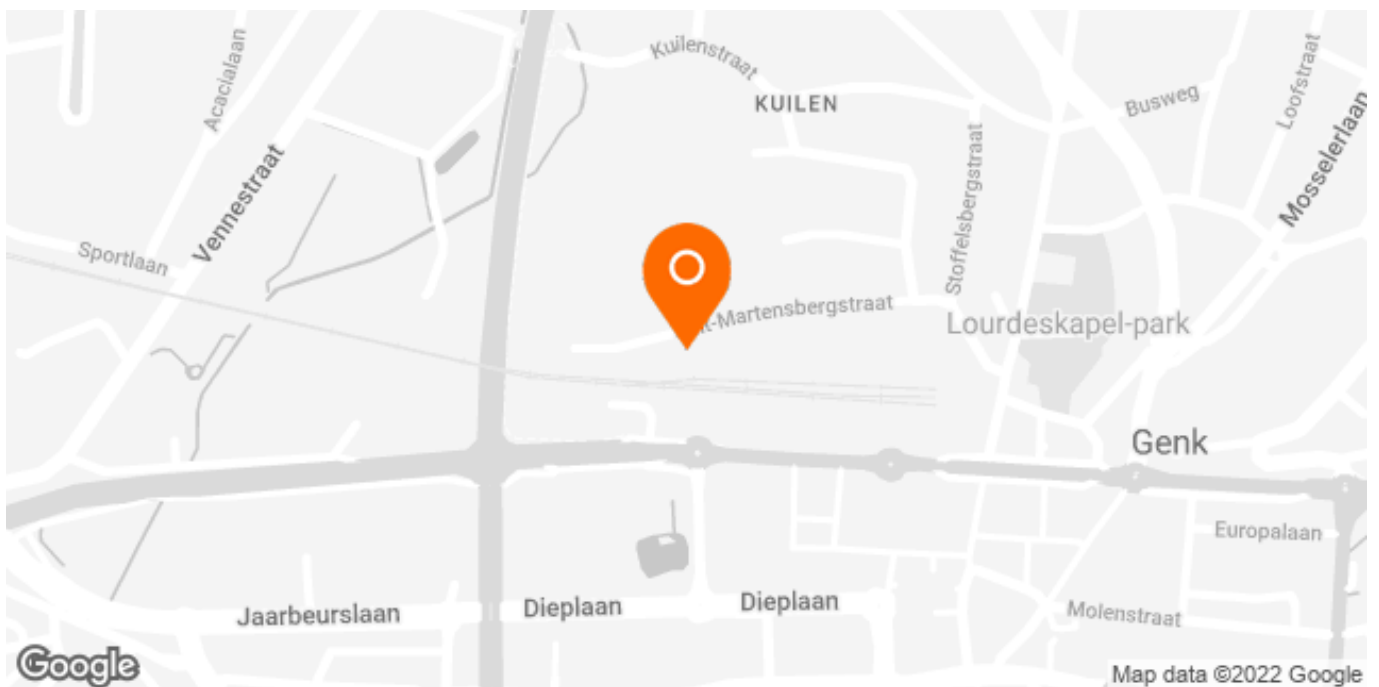 Kuilenstraat
Acacialaan
KUILEN
Busweg
Loofstraat
Mosselerlaan
Vennestraat
Stoffelsbergstraat
Sportlaan
t-Martensbergstraat
Lourdeskapel-park
Genk
Europalaan
Jaarbeurslaan
Dieplaan
Dieplaan
Molenstraat
Google
Map data ©2022 Google